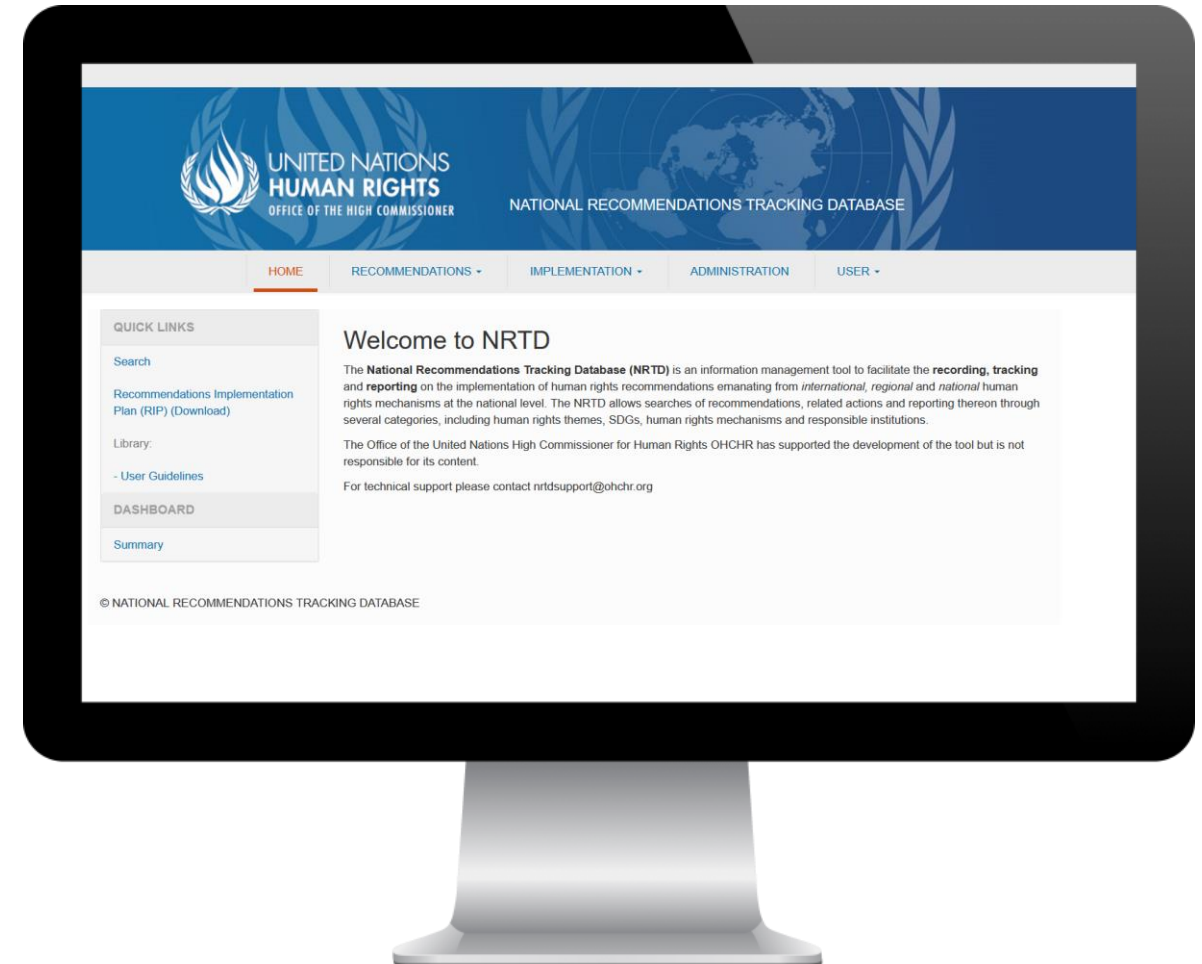 UNITED NATIONS
HUMAN RIGHTS
OFFICE OF THE HIGH COMMISSIONER
NATIONAL RECOMMENDATIONS TRACKING DATABASE
HOME RECOMMENDATIONS IMPLEMENTATION ADMINISTRATION USER
QUICK LINKS
Search
Recommendations Implementation
Plan (RIP) (Download)
Library:
- User Guidelines
DASHBOARD
Summary
Welcome to NRTD
The National Recommendations Tracking Database (NRTD) is an information management tool to facilitate the recording, tracking
and reporting on the implementation of human rights recommendations emanating from international, regional and national human
rights mechanisms at the national level. The NRTD allows searches of recommendations, related actions and reporting thereon through
several categories, including human rights themes, SDGs, human rights mechanisms and responsible institutions.
The Office of the United Nations High Commissioner for Human Rights OHCHR has supported the development of the tool but is not
responsible for its content.
For technical support please contact nrtdsupport@ohchr.org
© NATIONAL RECOMMENDATIONS TRACKING DATABASE